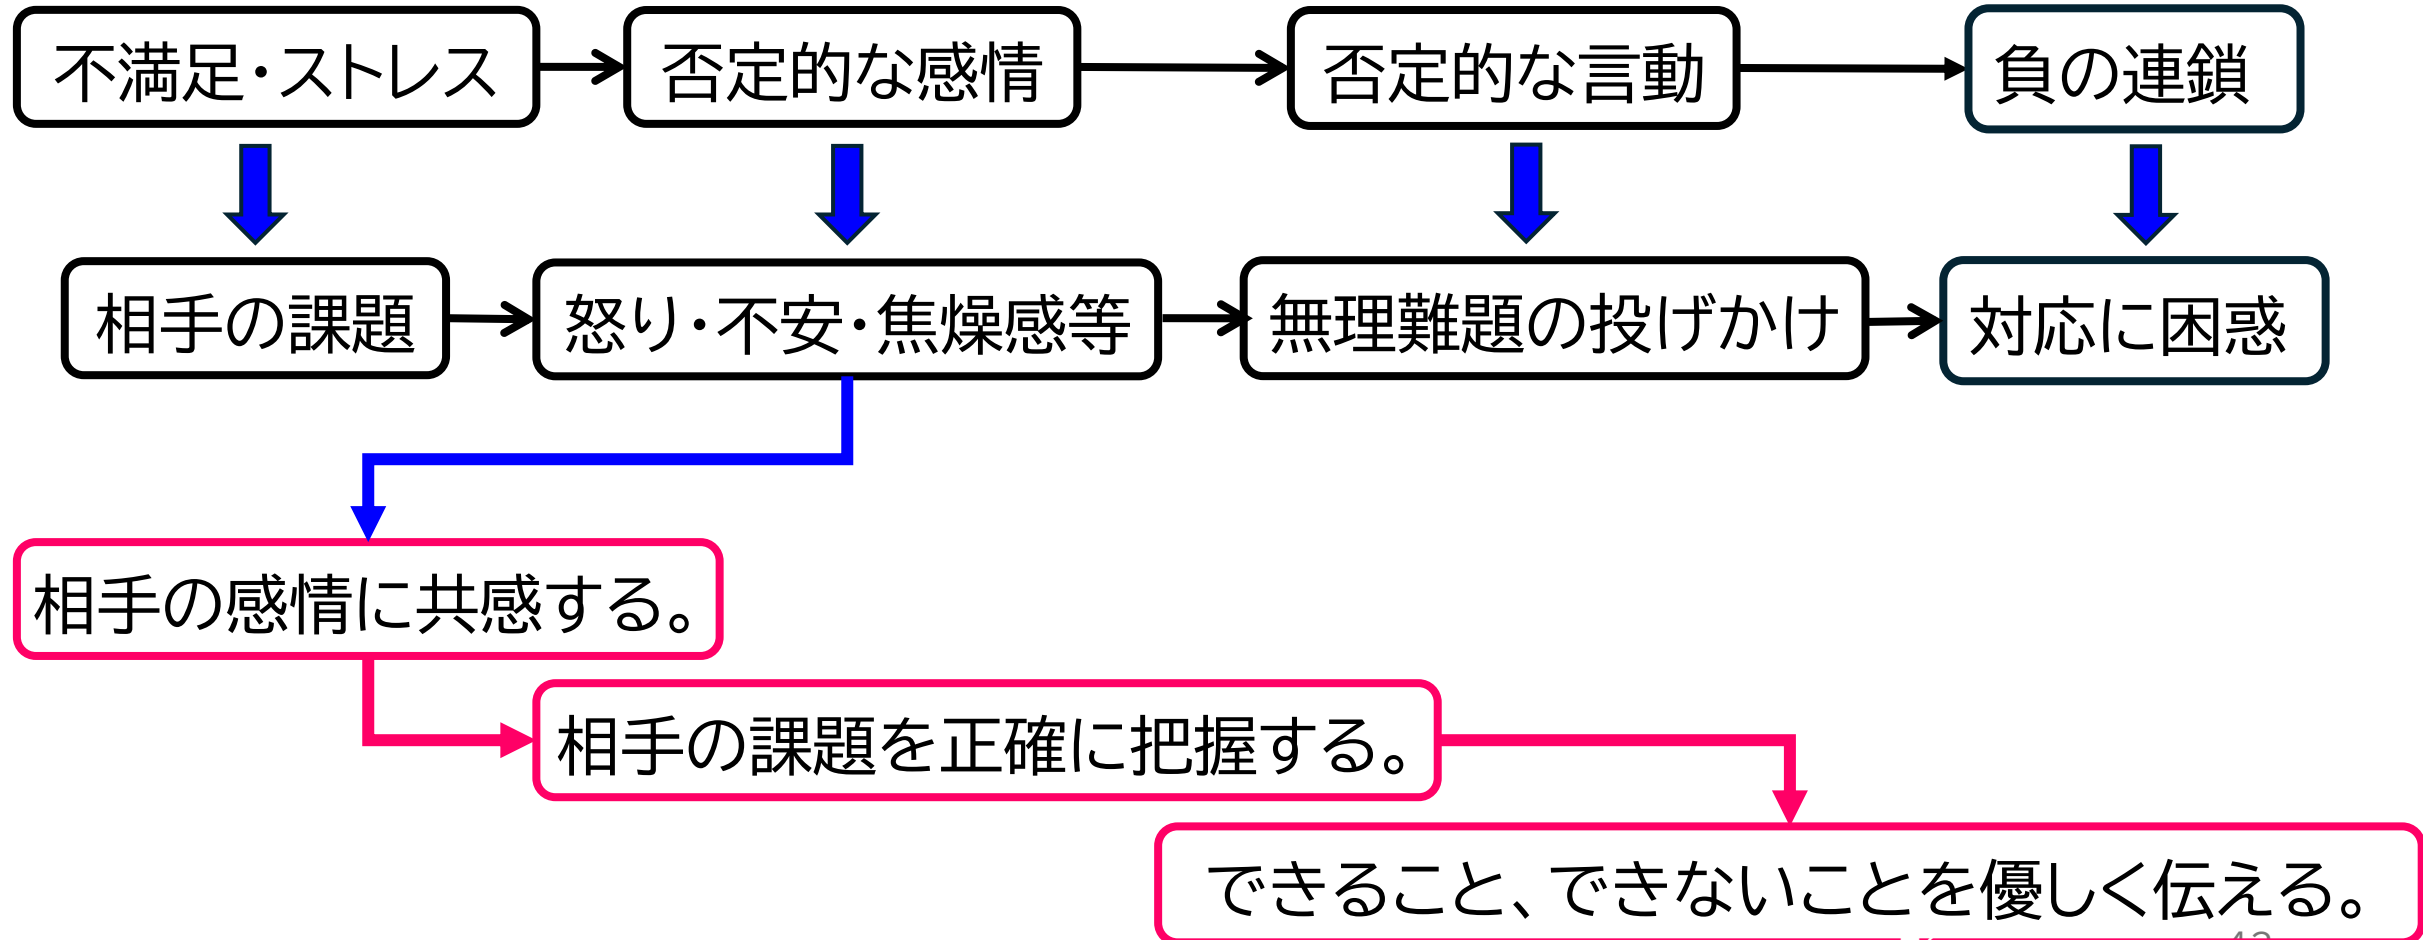 不満足・ストレス
否定的な感情
否定的な言動
負の連鎖
相手の課題
怒り・不安・焦燥感等
無理難題の投げかけ
対応に困惑
相手の感情に共感する。
相手の課題を正確に把握する。
できること、できないことを優しく伝える。